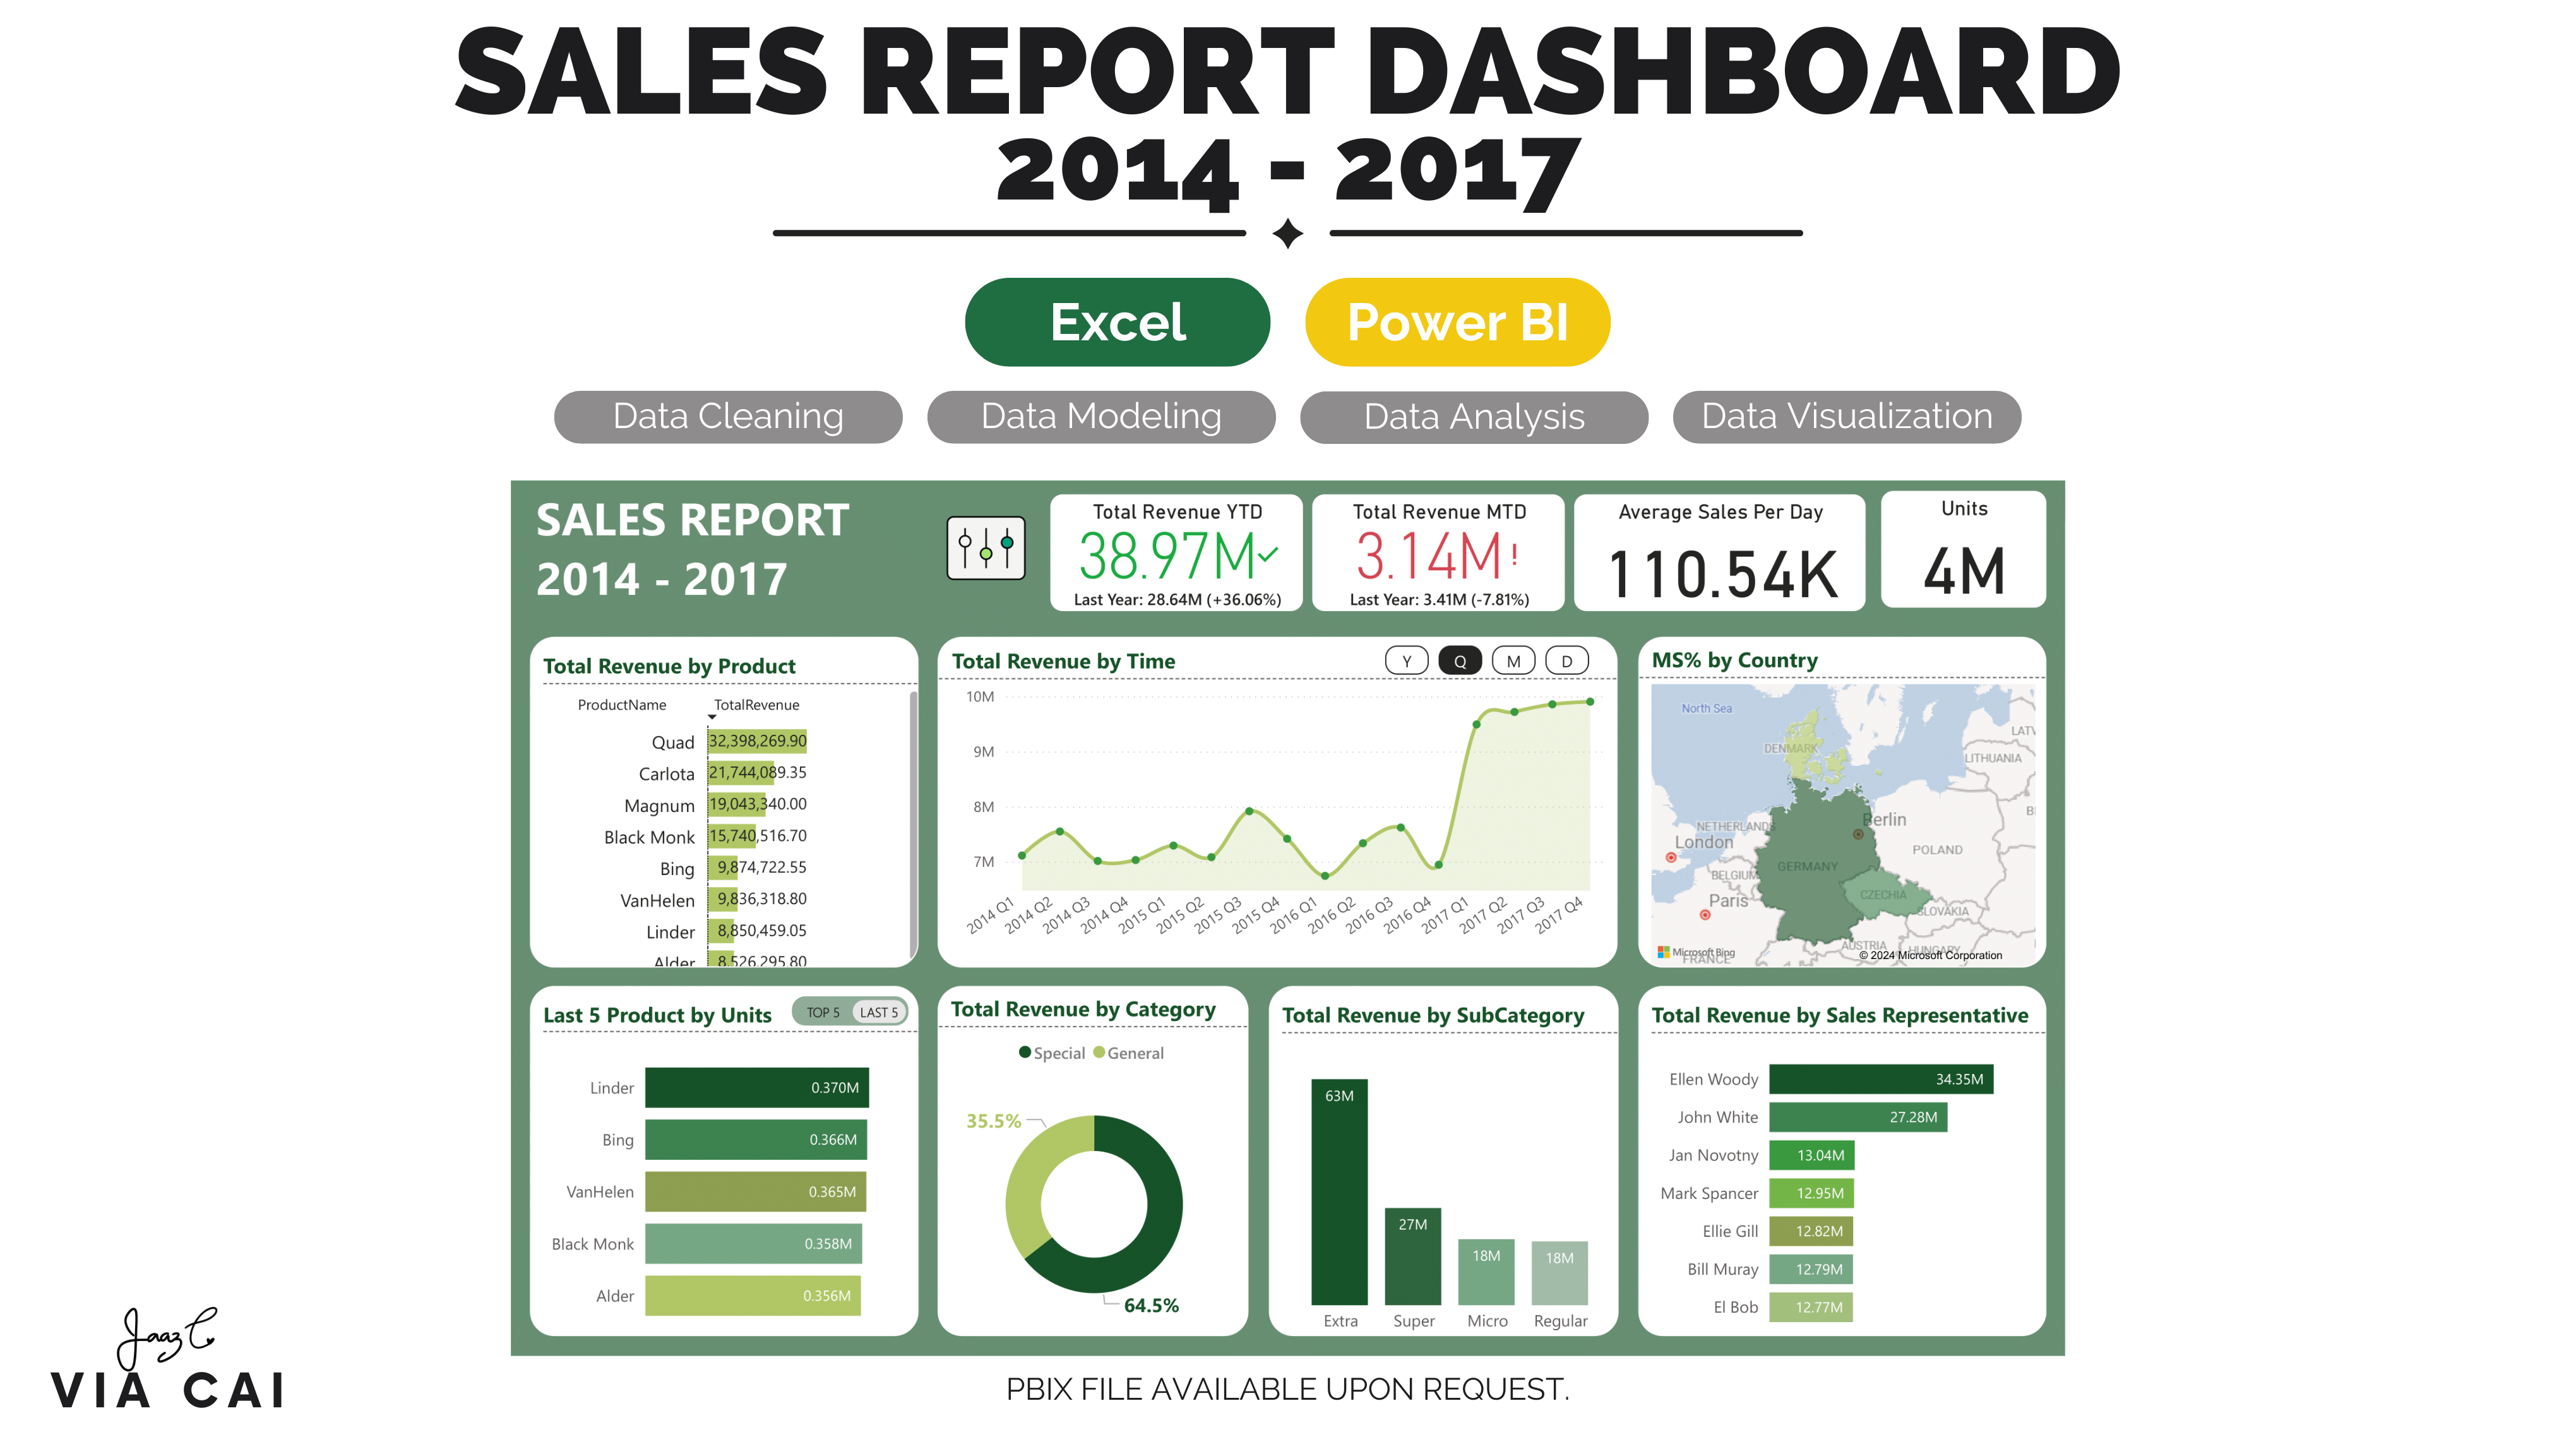 SALES REPORT DASHBOARD
2014 - 2017
Excel
Power BI
Data Cleaning
Data Modeling
Data Analysis
Data Visualization
SALES REPORT
2014 - 2017
Total Revenue YTD
38.97M
Last Year: 28.64M (+36.06%)
Total Revenue MTD
3.14M!
Last Year: 3.41M (-7.81%)
Average Sales Per Day
110.54K
Units
4M
Total Revenue by Product
ProductName TotalRevenue
Quad 32,398,269.90
Carlota 21,744,089.35
Magnum 19,043,340.00
Black Monk 15,740,516.70
Bing 9,874,722.55
VanHelen 9,836,318.80
Linder 8,850,459.05
Alder 8,526,295.80
Total Revenue by Time
Y Q M D
10M
9M
8M
7M
2014 Q1
2014 Q2
2014 Q3
2014 Q4
2015 Q1
2015 Q2
2015 Q3
2015 Q4
2016 Q1
2016 Q2
2016 Q3
2016 Q4
2017 Q1
2017 Q2
2017 Q3
2017 Q4
MS% by Country
North Sea
LATV
DENMARK
LITHUANIA
B
NETHERLANDS
Berlin
London
POLAND
GERMANY
BELGIUM
CZECHIA
Paris
SLOVAKIA
AUSTRIA
HUNGARY
Microsoft Bing
FRANCE
© 2024 Microsoft Corporation
Last 5 Product by Units
TOP 5 LAST 5
Linder 0.370M
Bing 0.366M
VanHelen 0.365M
Black Monk 0.358M
Alder 0.356M
Total Revenue by Category
Special General
35.5%
64.5%
Total Revenue by SubCategory
63M
27M
18M
18M
Extra Super Micro Regular
Total Revenue by Sales Representative
Ellen Woody 34.35M
John White 27.28M
Jan Novotny 13.04M
Mark Spancer 12.95M
Ellie Gill 12.82M
Bill Muray 12.79M
El Bob 12.77M
VIA CAI
PBIX FILE AVAILABLE UPON REQUEST.